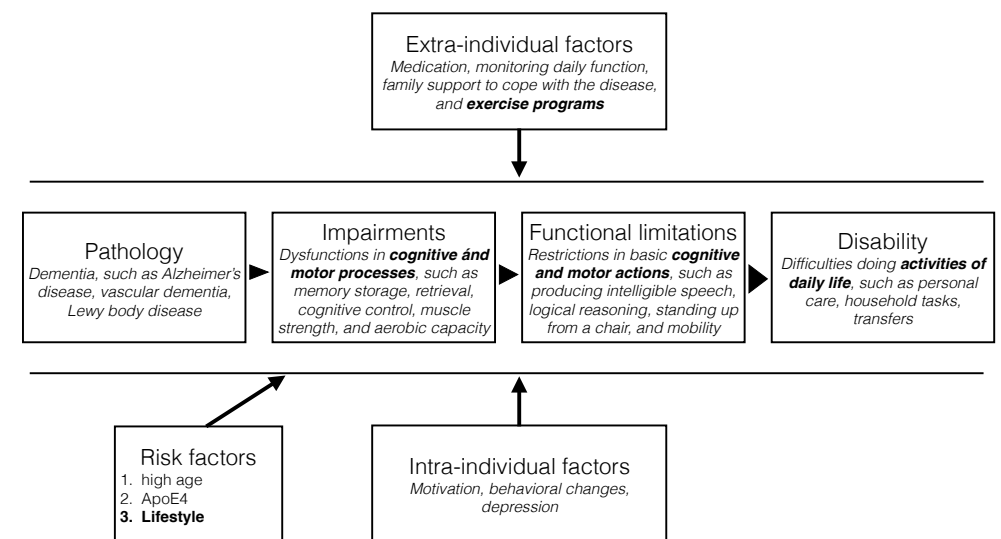 Extra-individual factors
Medication, monitoring daily function,
family support to cope with the disease,
and exercise programs
Pathology
Dementia, such as Alzheimer's
disease, vascular dementia,
Lewy body disease
Impairments
Dysfunctions in cognitive ánd
motor processes, such as
memory storage, retrieval,
cognitive control, muscle
strength, and aerobic capacity
Functional limitations
Restrictions in basic cognitive
and motor actions, such as
producing intelligible speech,
logical reasoning, standing up
from a chair, and mobility
Disability
Difficulties doing activities of
daily life, such as personal
care, household tasks,
transfers
Risk factors
1. high age
2. ApoE4
3. Lifestyle
Intra-individual factors
Motivation, behavioral changes,
depression